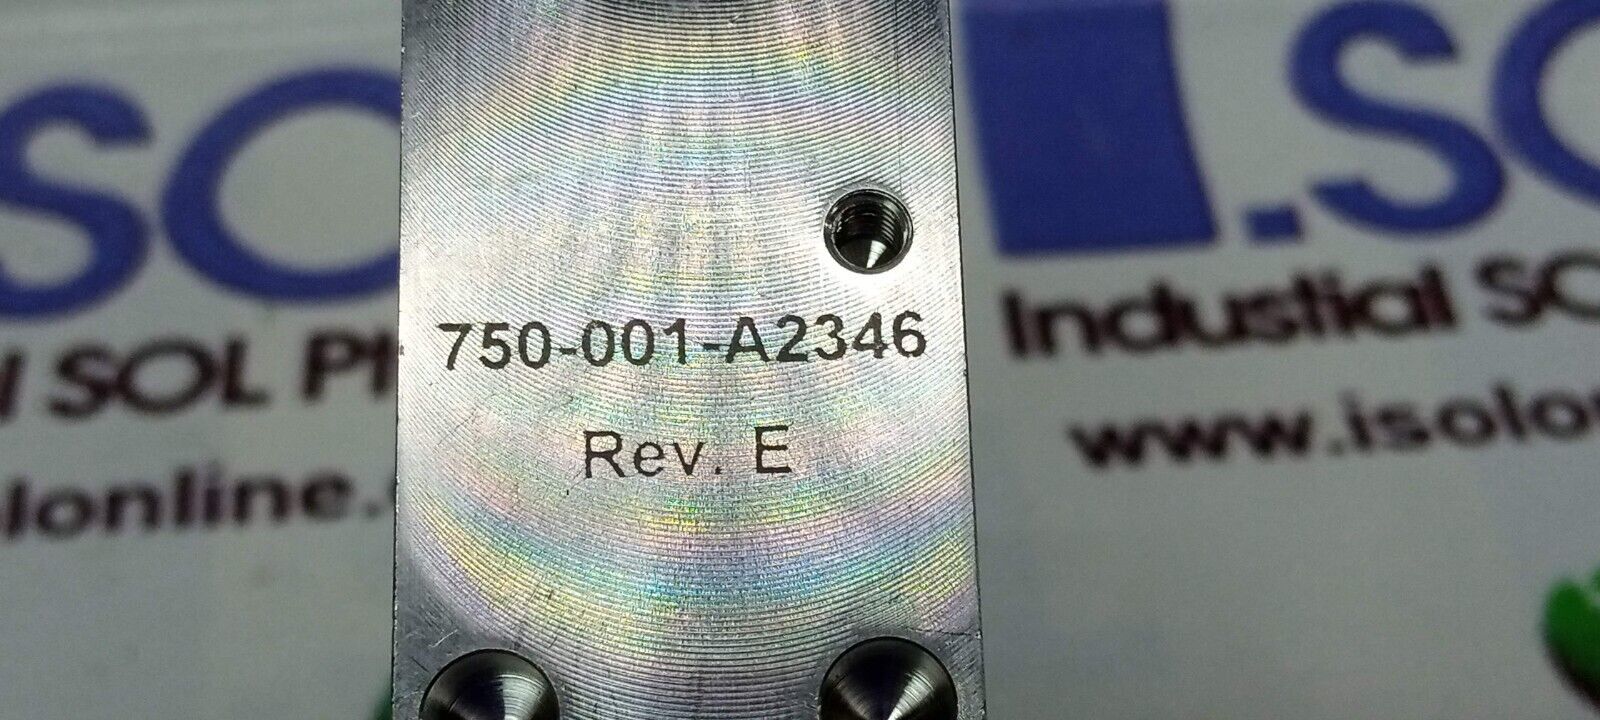 SO
SOL
lonline.
750-001-A2346
Rev. E
I.SO
Industial SO
www.isolo